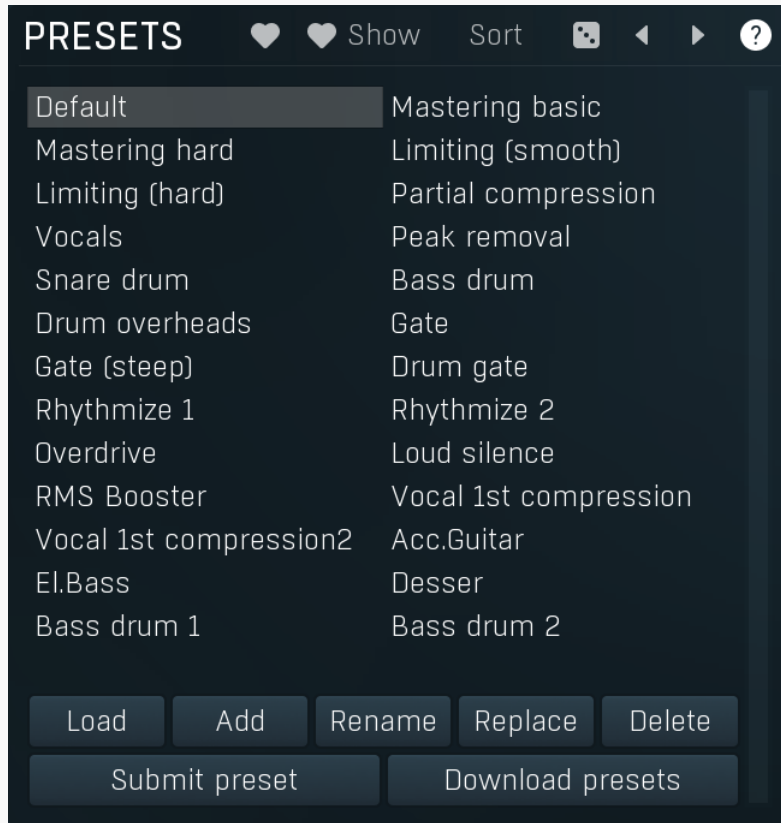 PRESETS Show Sort ?
Default Mastering basic
Mastering hard Limiting (smooth)
Limiting (hard) Partial compression
Vocals Peak removal
Snare drum Bass drum
Drum overheads Gate
Gate (steep) Drum gate
Rhythmize 1 Rhythmize 2
Overdrive Loud silence
RMS Booster Vocal 1st compression
Vocal 1st compression2 Acc.Guitar
El.Bass Desser
Bass drum 1 Bass drum 2
Load Add Rename Replace Delete
Submit preset Download presets